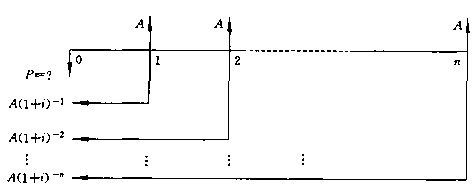 A A A
0 1 2 n
P=?
A(1+i)⁻¹
A(1+i)⁻²
⋮ ⋮ ⋮ ⋮
A(1+i)⁻ⁿ